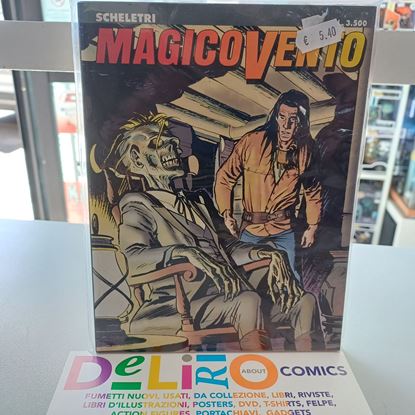 SCHELETRI
€ 5,40
3.500
MAGICO VENTO
DELIRIO ABOUT COMICS
FUMETTI NUOVI, USATI, DA COLLEZIONE, LIBRI, RIVISTE,
LIBRI D'ILLUSTRAZIONI, POSTERS, DVD, T-SHIRTS, FELPE,
ACTION FIGURES, PORTACHIAVI, GADGETS